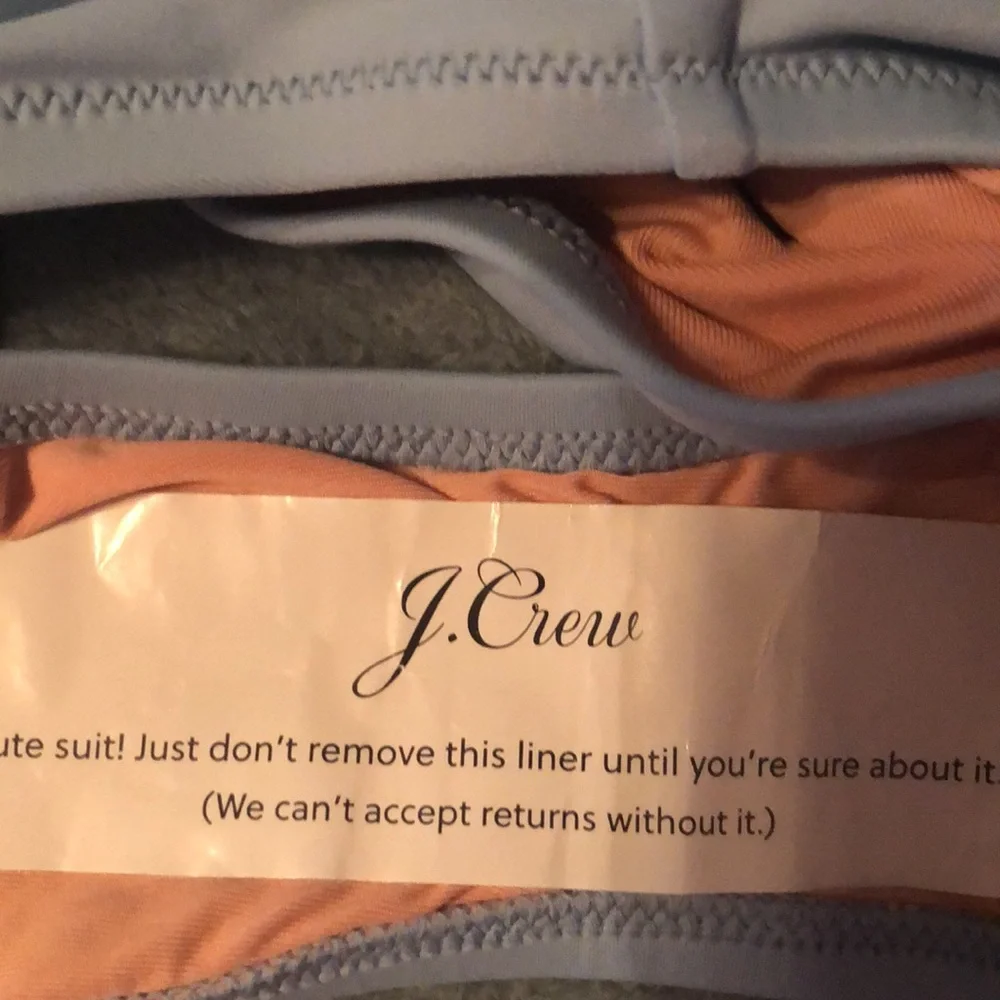 J.Crew
ute suit! Just don't remove this liner until you're sure about it
(We can't accept returns without it.)